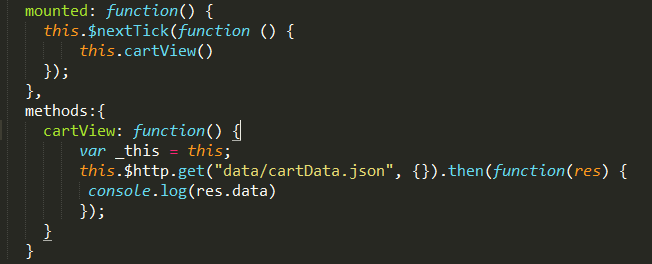 mounted: function() {
this.$nextTick(function () {
this.cartView()
});
},
methods:{
cartView: function() {
var _this = this;
this.$http.get("data/cartData.json", {}).then(function(res) {
console.log(res.data)
});
}
}